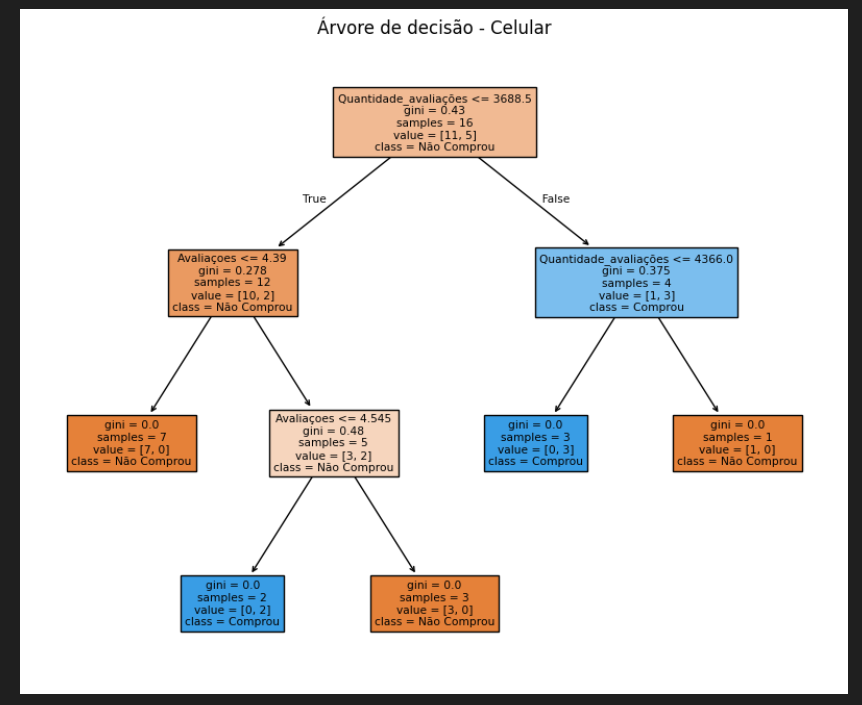 Árvore de decisão - Celular
Quantidade_avaliações <= 3688.5
gini = 0.43
samples = 16
value = [11, 5]
class = Não Comprou
True
False
Avaliaçoes <= 4.39
gini = 0.278
samples = 12
value = [10, 2]
class = Não Comprou
Quantidade_avaliações <= 4366.0
gini = 0.375
samples = 4
value = [1, 3]
class = Comprou
gini = 0.0
samples = 7
value = [7, 0]
class = Não Comprou
Avaliaçoes <= 4.545
gini = 0.48
samples = 5
value = [3, 2]
class = Não Comprou
gini = 0.0
samples = 3
value = [0, 3]
class = Comprou
gini = 0.0
samples = 1
value = [1, 0]
class = Não Comprou
gini = 0.0
samples = 2
value = [0, 2]
class = Comprou
gini = 0.0
samples = 3
value = [3, 0]
class = Não Comprou